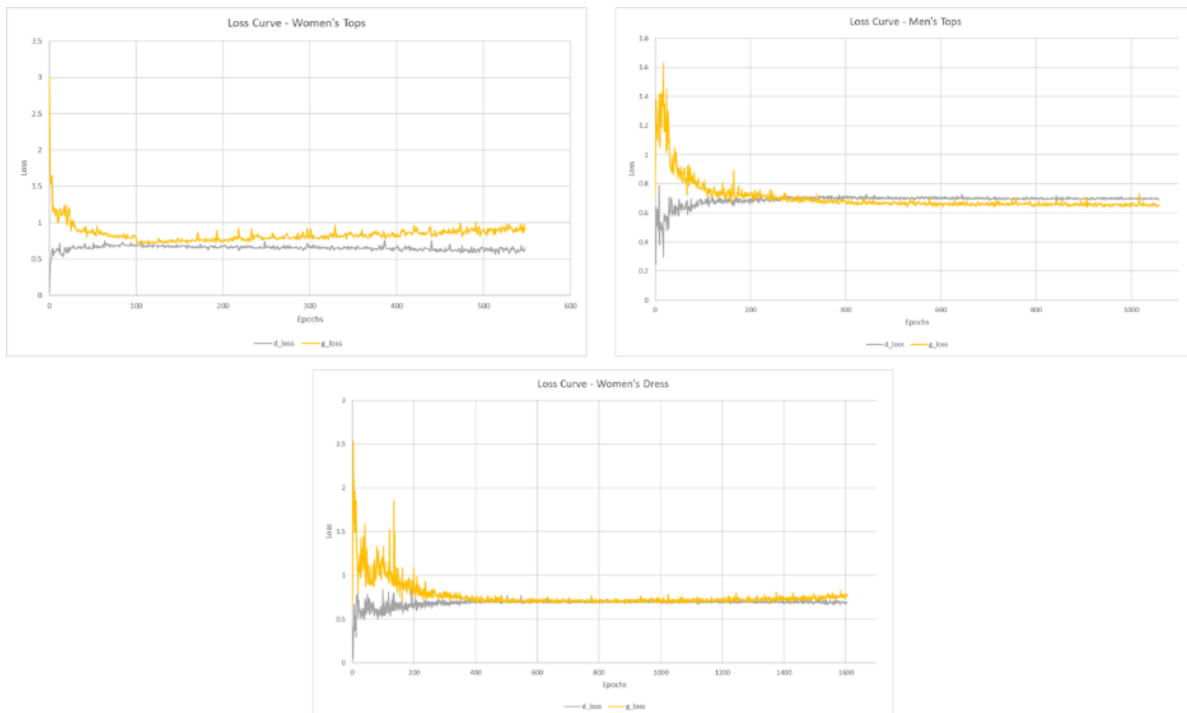 Loss Curve - Women's Tops
3.5
3
2.5
2
1.5
1
0.5
0
Loss
0 100 200 300 400 500 600
Epochs
d_loss g_loss
Loss Curve - Men's Tops
1.8
1.6
1.4
1.2
1
0.8
0.6
0.4
0.2
0
Loss
0 200 400 600 800 1000
Epochs
d_loss g_loss
Loss Curve - Women's Dress
3
2.5
2
1.5
1
0.5
0
Loss
0 200 400 600 800 1000 1200 1400 1600
Epochs
d_loss g_loss